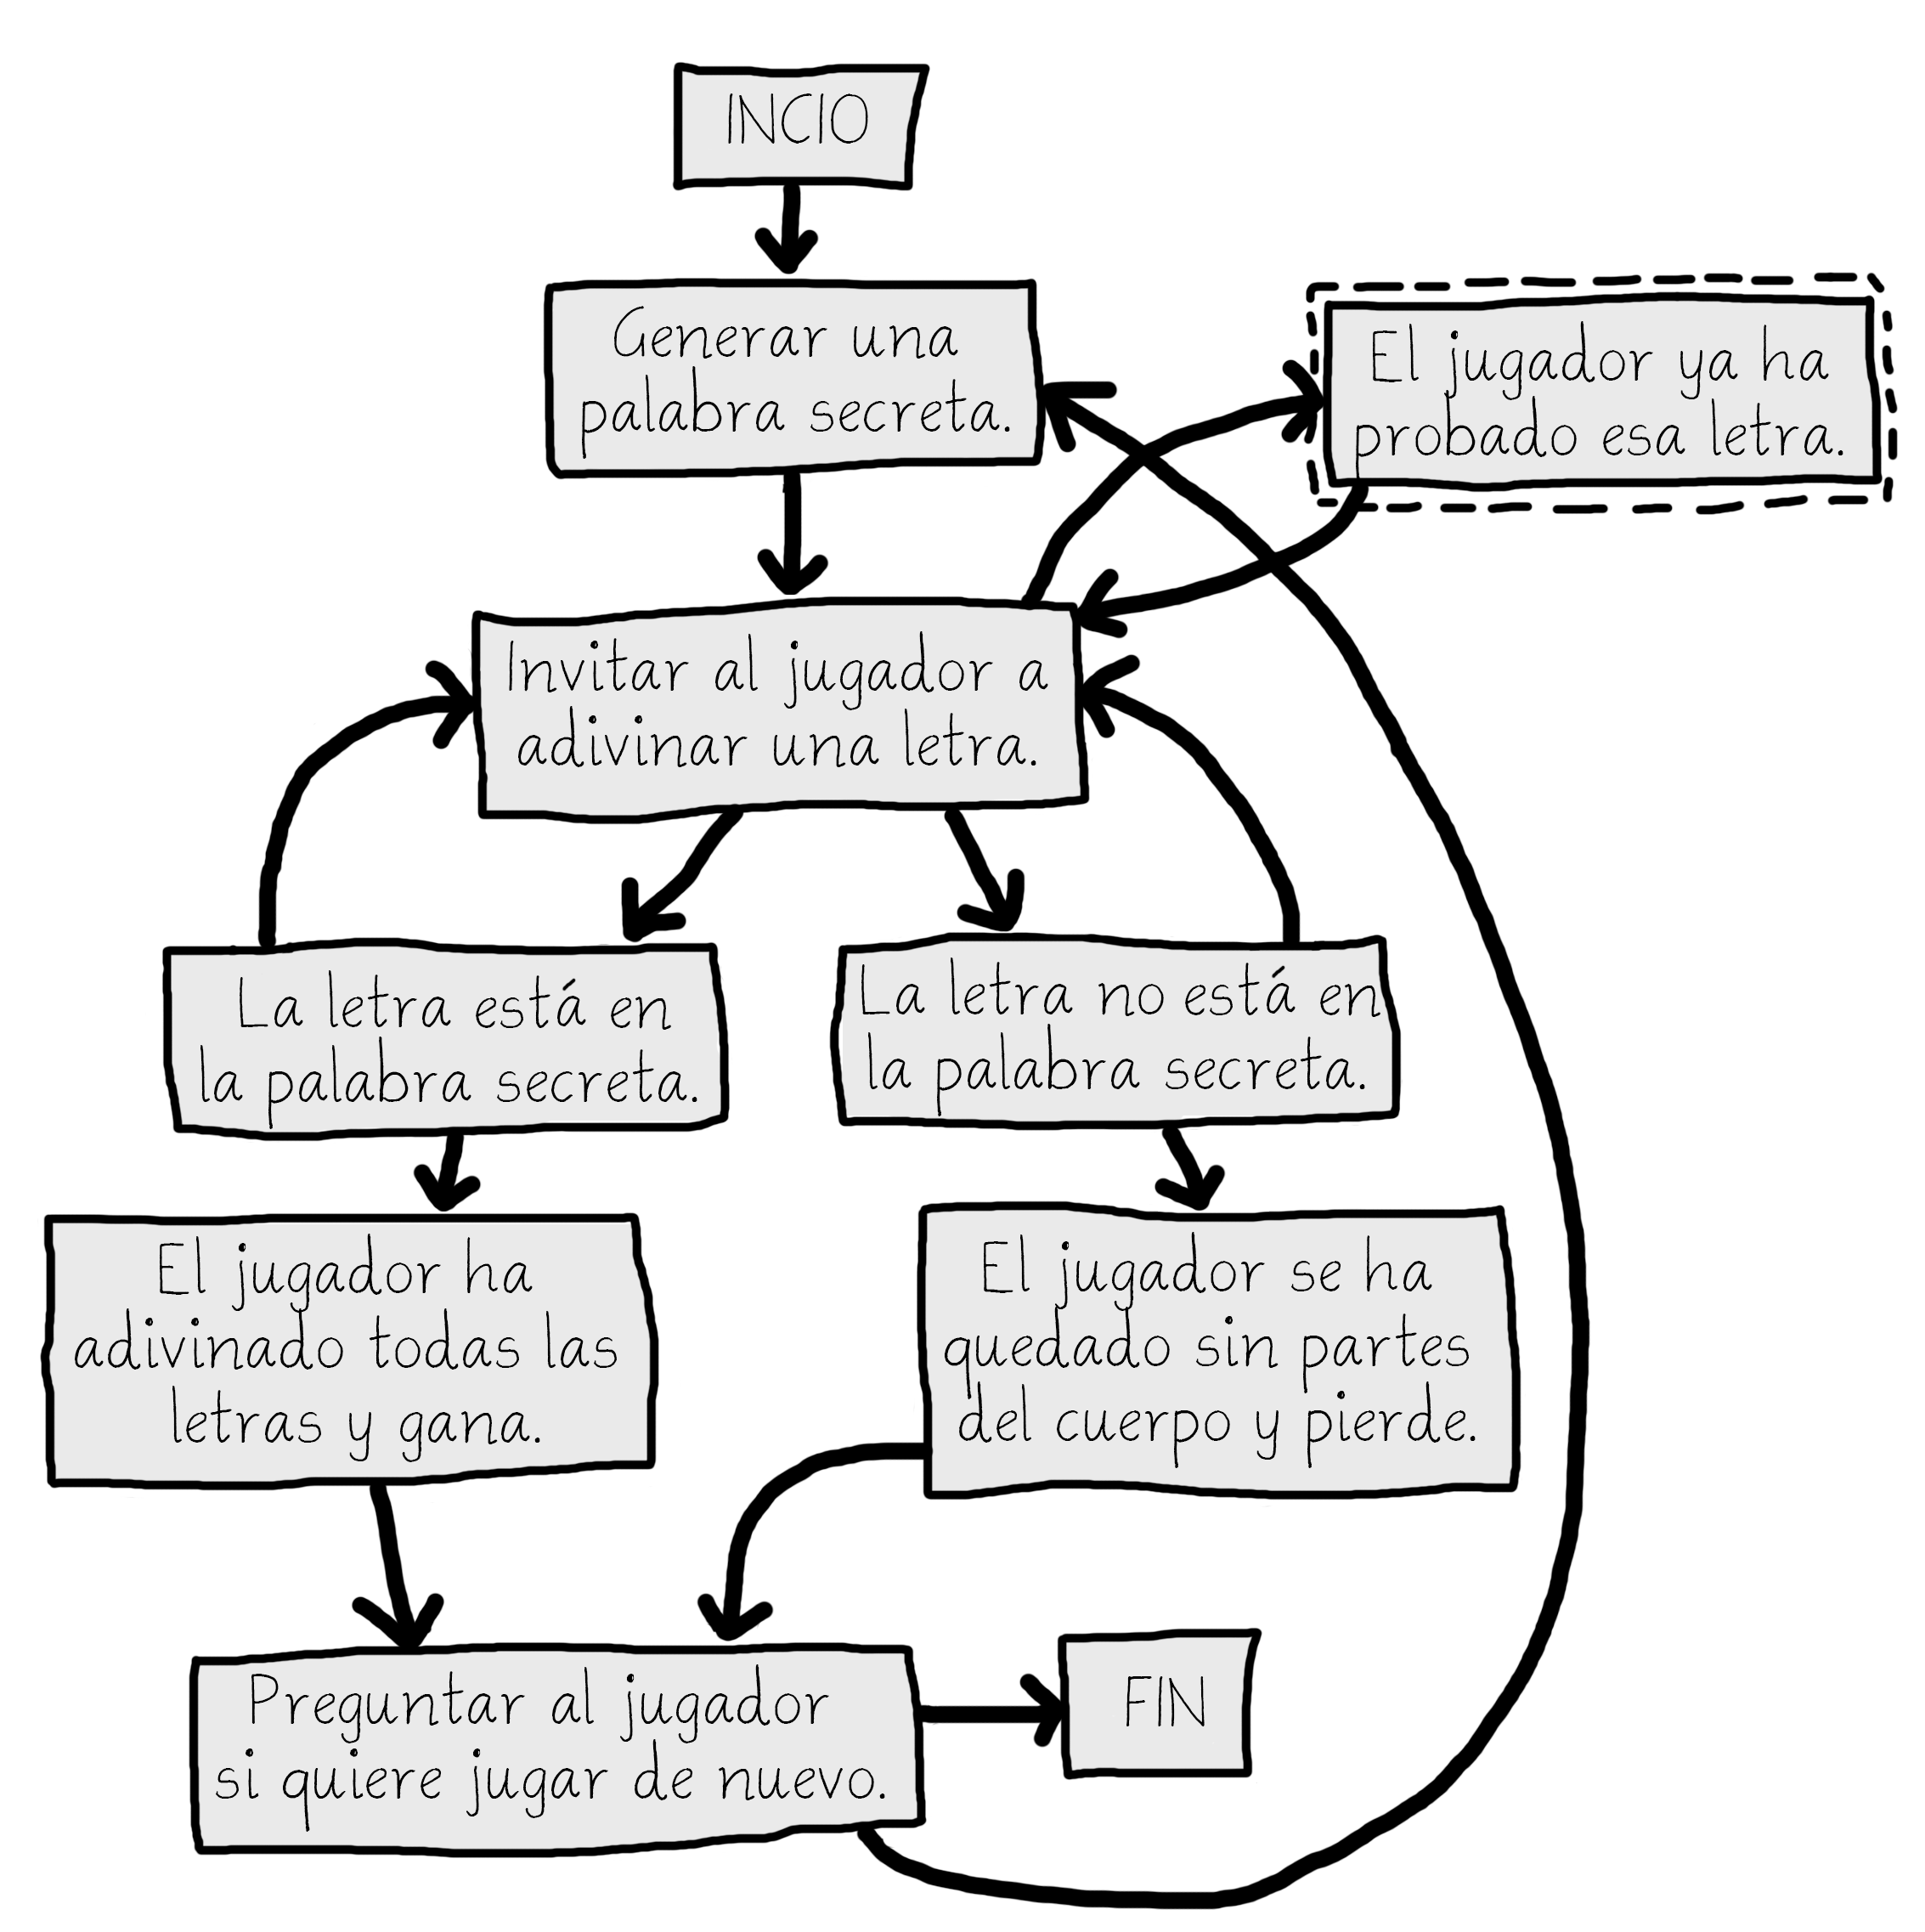 INCIO
Generar una
palabra secreta.
El jugador ya ha
probado esa letra.
Invitar al jugador a
adivinar una letra.
La letra está en
la palabra secreta.
La letra no está en
la palabra secreta.
El jugador ha
adivinado todas las
letras y gana.
El jugador se ha
quedado sin partes
del cuerpo y pierde.
Preguntar al jugador
si quiere jugar de nuevo.
FIN